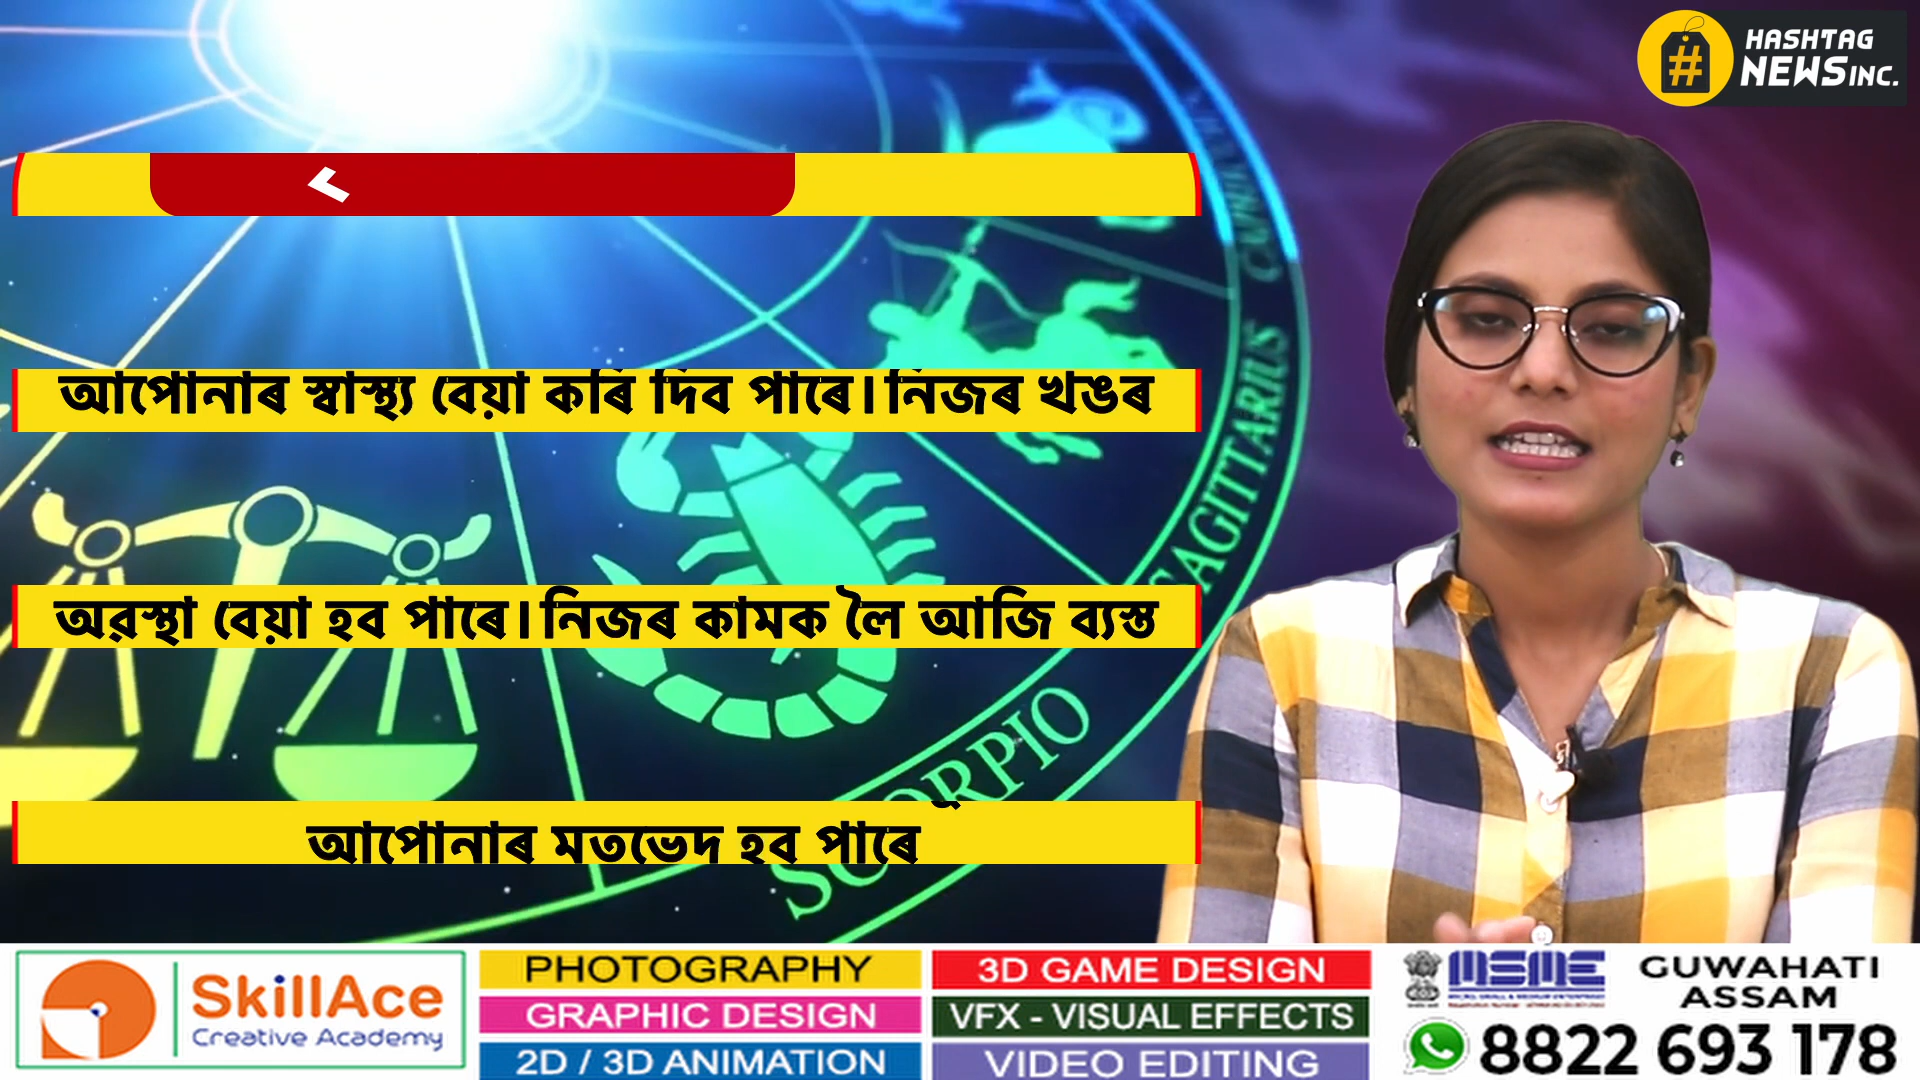 HASHTAG
NEWS INC.
আপোনাৰ স্বাস্থ্য বেয়া কৰি দিব পাৰে। নিজৰ খঙৰ
অৱস্থা বেয়া হব পাৰে। নিজৰ কামক লৈ আজি ব্যস্ত
আপোনাৰ মতভেদ হব পাৰে
SAGITTARIUS
SCORPIO
SkillAce
Creative Academy
PHOTOGRAPHY
GRAPHIC DESIGN
2D / 3D ANIMATION
3D GAME DESIGN
VFX - VISUAL EFFECTS
VIDEO EDITING
MSME
GUWAHATI
ASSAM
8822 693 178